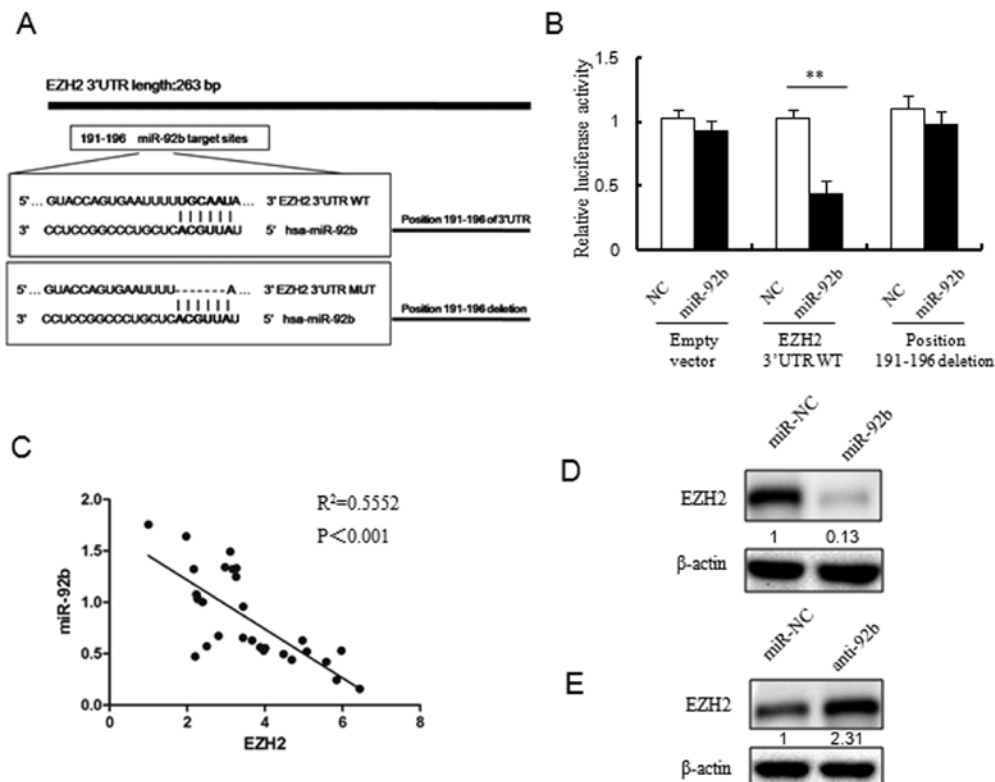 A
EZH2 3'UTR length:263 bp
191-196 miR-92b target sites
5' ... GUACCAGUGAAUUUUUGCAAUA ... 3' EZH2 3'UTR WT
3' CCUCCGGCCCUGCUCACGUUAU 5' hsa-miR-92b
Position 191-196 of 3'UTR
5' ... GUACCAGUGAAUUUU------A ... 3' EZH2 3'UTR MUT
3' CCUCCGGCCCUGCUCACGUUAU 5' hsa-miR-92b
Position 191-196 deletion
B
Relative luciferase activity
1.5
1
0.5
0
**
NC miR-92b NC miR-92b NC miR-92b
Empty vector
EZH2 3'UTR WT
Position 191-196 deletion
C
miR-92b
2.0
1.5
1.0
0.5
0.0
R²=0.5552
P<0.001
0 2 4 6 8
EZH2
D
miR-NC miR-92b
EZH2
1 0.13
β-actin
E
miR-NC anti-92b
EZH2
1 2.31
β-actin